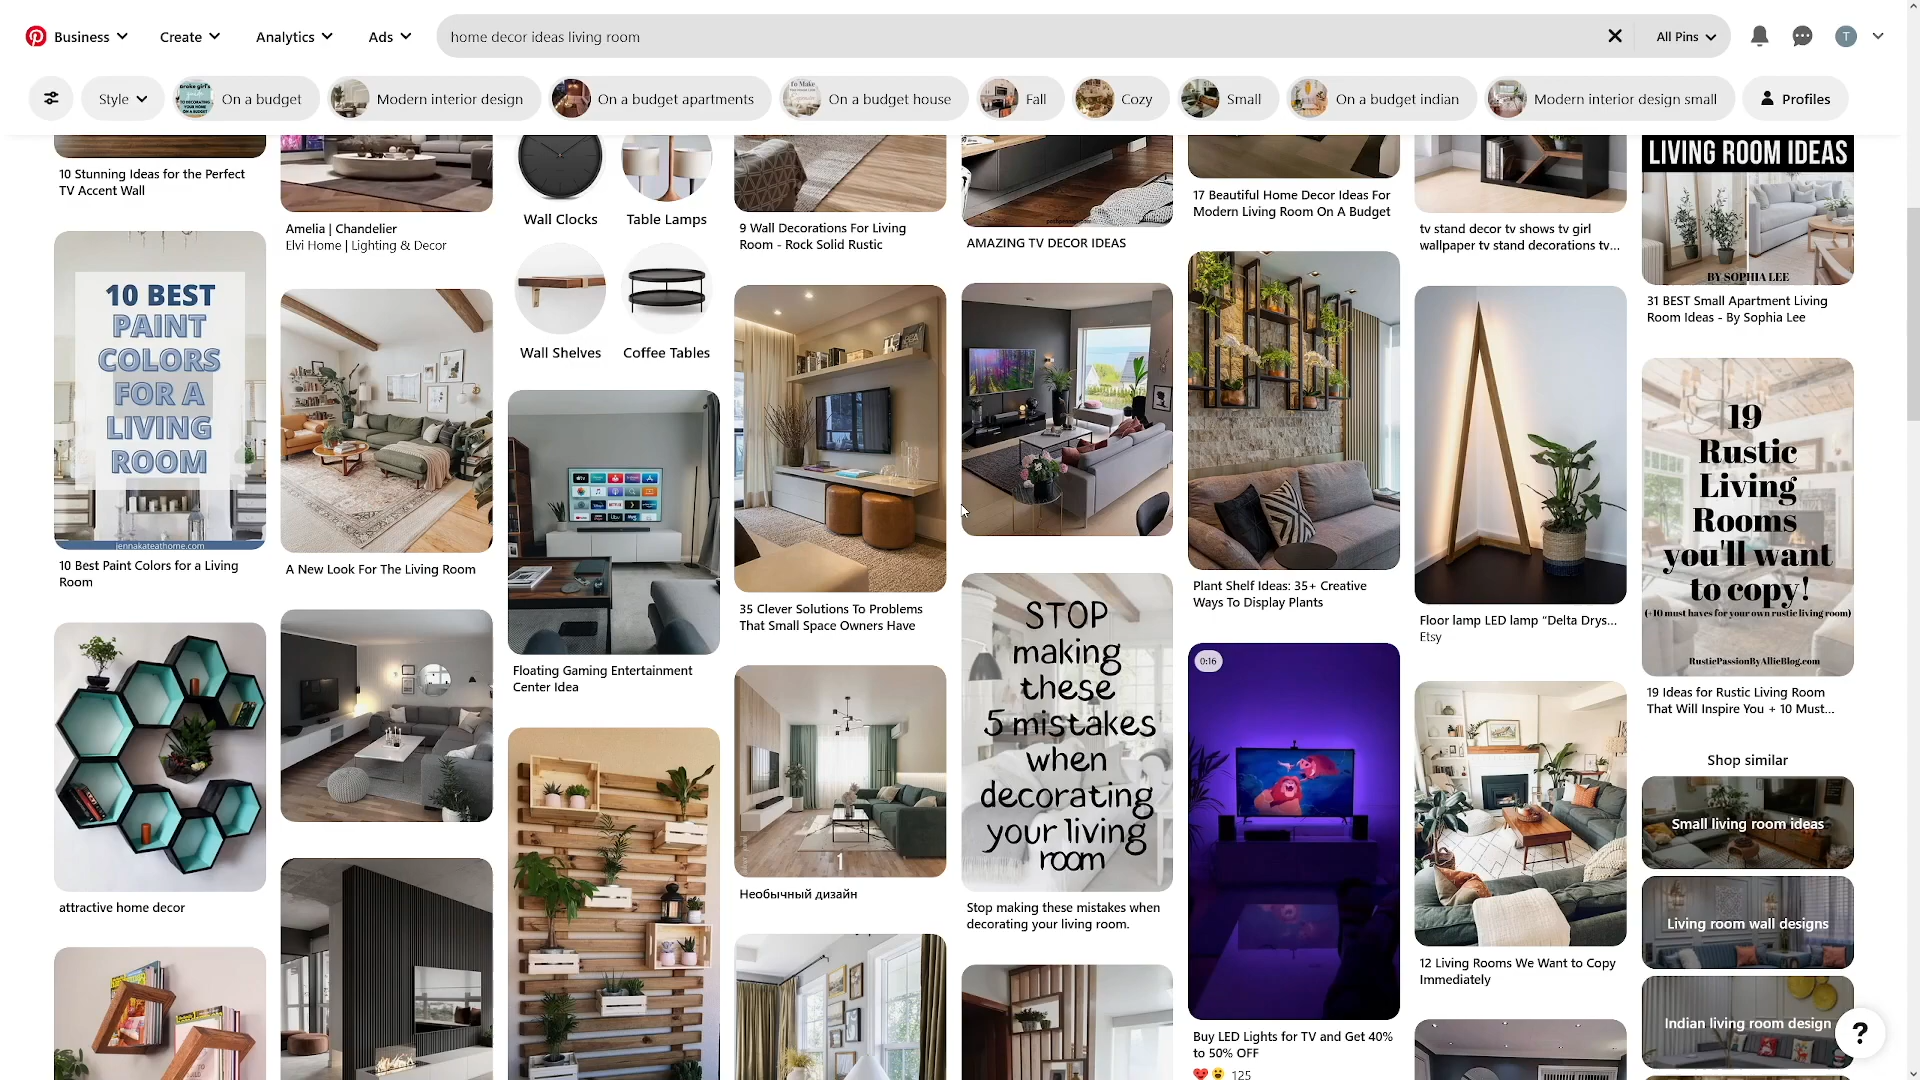 Business
Create
Analytics
Ads
home decor ideas living room
All Pins
T
Style
On a budget
Modern interior design
On a budget apartments
On a budget house
Fall
Cozy
Small
On a budget indian
Modern interior design small
Profiles
10 Stunning Ideas for the Perfect
TV Accent Wall
10 BEST
PAINT
COLORS
FOR A
LIVING
ROOM
jennakateathome.com
10 Best Paint Colors for a Living
Room
attractive home decor
Amelia | Chandelier
Elvi Home | Lighting & Decor
A New Look For The Living Room
Wall Clocks
Table Lamps
Wall Shelves
Coffee Tables
Floating Gaming Entertainment
Center Idea
9 Wall Decorations For Living
Room - Rock Solid Rustic
35 Clever Solutions To Problems
That Small Space Owners Have
1
Необычный дизайн
AMAZING TV DECOR IDEAS
STOP
making
these
5 mistakes
when
decorating
your living
room
Stop making these mistakes when
decorating your living room.
17 Beautiful Home Decor Ideas For
Modern Living Room On A Budget
Plant Shelf Ideas: 35+ Creative
Ways To Display Plants
0:16
Buy LED Lights for TV and Get 40%
to 50% OFF
125
tv stand decor tv shows tv girl
wallpaper tv stand decorations tv...
Floor lamp LED lamp “Delta Drys...
Etsy
12 Living Rooms We Want to Copy
Immediately
LIVING ROOM IDEAS
BY SOPHIA LEE
31 BEST Small Apartment Living
Room Ideas - By Sophia Lee
19
Rustic
Living
Rooms
you'll want
to copy!
(+10 must haves for your own rustic living room)
RusticPassionByAllieBlog.com
19 Ideas for Rustic Living Room
That Will Inspire You + 10 Must...
Shop similar
Small living room ideas
Living room wall designs
Indian living room design
?